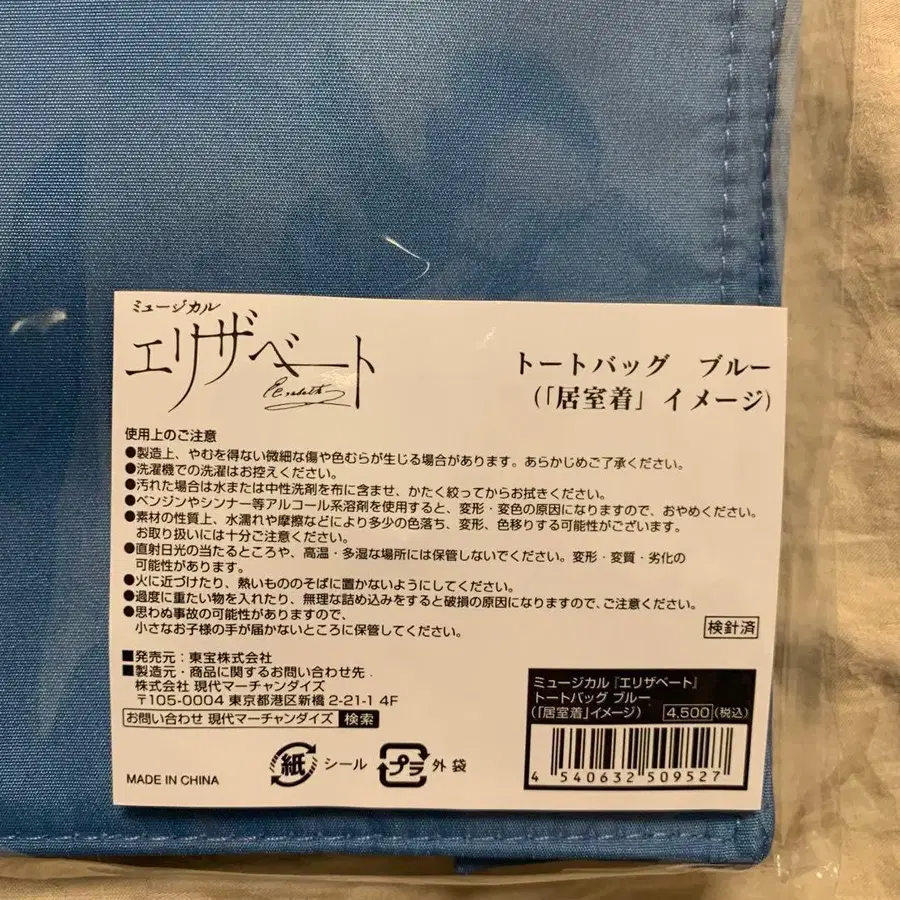 ミュージカル
エリザベート
Elisabeth
トートバッグ ブルー
(「居室着」イメージ)
使用上のご注意
●製造上、やむを得ない微細な傷や色むらが生じる場合があります。あらかじめご了承ください。
●洗濯機での洗濯はお控えください。
●汚れた場合は水または中性洗剤を布に含ませ、かたく絞ってからお拭きください。
●ベンジンやシンナー等アルコール系溶剤を使用すると、変形・変色の原因になりますので、おやめください。
●素材の性質上、水濡れや摩擦などにより多少の色落ち、変形、色移りする可能性がございます。
お取り扱いには十分ご注意ください。
●直射日光の当たるところや、高温・多湿な場所には保管しないでください。変形・変質・劣化の
可能性があります。
●火に近づけたり、熱いもののそばに置かないようにしてください。
●過度に重たい物を入れたり、無理な詰め込みをすると破損の原因になりますので、ご注意ください。
●思わぬ事故の可能性がありますので、
小さなお子様の手が届かないところに保管してください。
検針済
■発売元：東宝株式会社
■製造元・商品に関するお問い合わせ先
株式会社 現代マーチャンダイズ
〒105-0004 東京都港区新橋 2-21-1 4F
お問い合わせ 現代マーチャンダイズ 検索
紙 シール プラ 外袋
MADE IN CHINA
ミュージカル『エリザベート』
トートバッグ ブルー
(「居室着」イメージ) 4,500(税込)
4 540632 509527